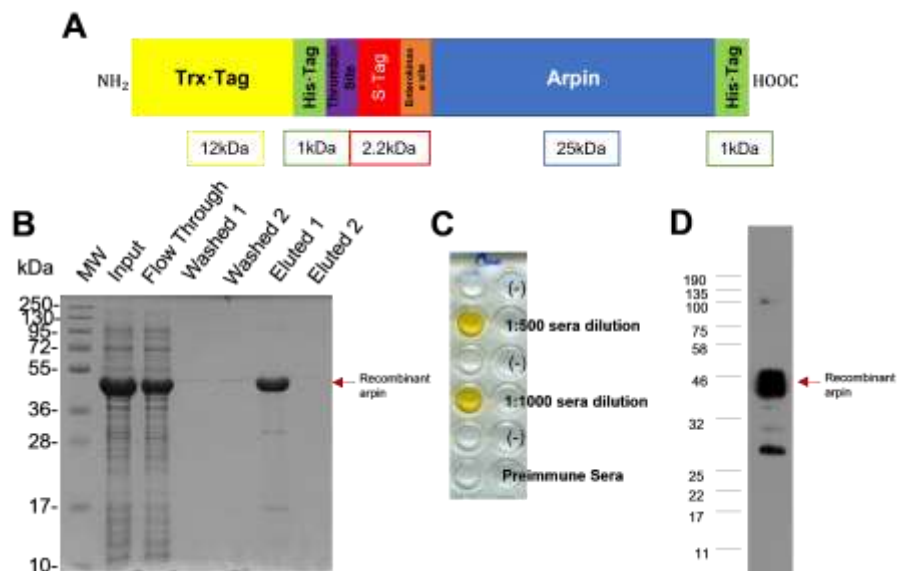 A
NH2
Trx·Tag
His·Tag
Thrombin Site
S·Tag
Enterokinas e site
Arpin
His·Tag
HOOC
12kDa
1kDa
2.2kDa
25kDa
1kDa
B
kDa
MW
Input
Flow Through
Washed 1
Washed 2
Eluted 1
Eluted 2
250-
130-
95-
72-
55-
36-
28-
17-
10-
Recombinant
arpin
C
(-)
1:500 sera dilution
(-)
1:1000 sera dilution
(-)
Preimmune Sera
D
190
135
100
75
58
46
32
25
22
17
11
Recombinant
arpin